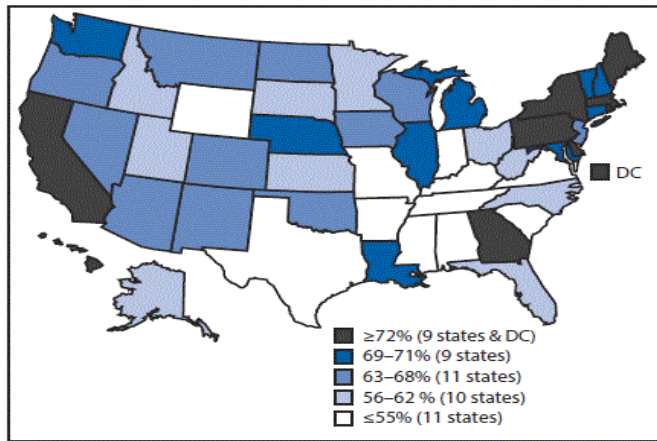 DC
≥72% (9 states & DC)
69–71% (9 states)
63–68% (11 states)
56–62 % (10 states)
≤55% (11 states)